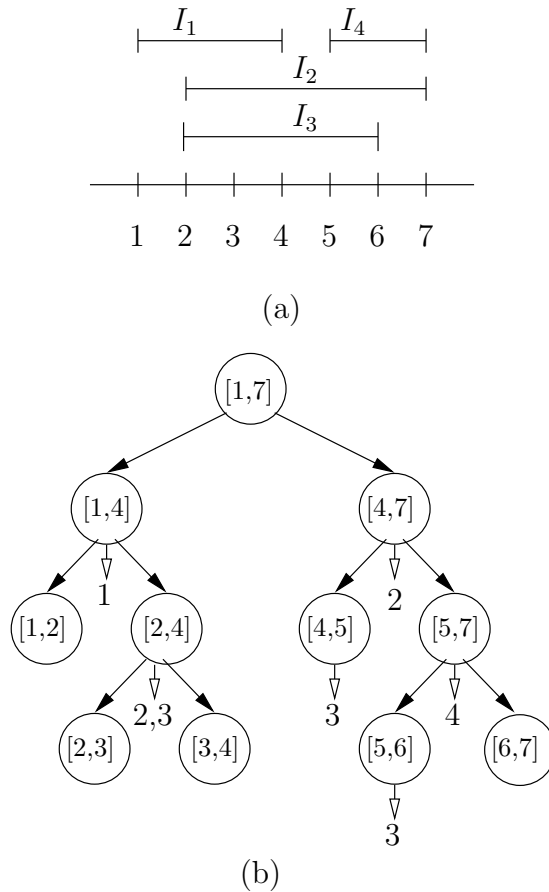 I₁ I₄
I₂
I₃
1 2 3 4 5 6 7
(a)
[1,7]
[1,4] [4,7]
1 2
[1,2] [2,4] [4,5] [5,7]
2,3 3 4
[2,3] [3,4] [5,6] [6,7]
3
(b)